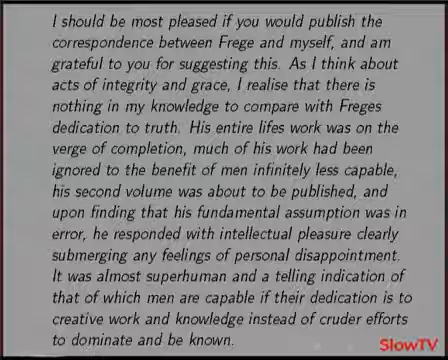 I should be most pleased if you would publish the
correspondence between Frege and myself, and am
grateful to you for suggesting this. As I think about
acts of integrity and grace, I realise that there is
nothing in my knowledge to compare with Freges
dedication to truth. His entire lifes work was on the
verge of completion, much of his work had been
ignored to the benefit of men infinitely less capable,
his second volume was about to be published, and
upon finding that his fundamental assumption was in
error, he responded with intellectual pleasure clearly
submerging any feelings of personal disappointment.
It was almost superhuman and a telling indication of
that of which men are capable if their dedication is to
creative work and knowledge instead of cruder efforts
to dominate and be known.
SlowTV